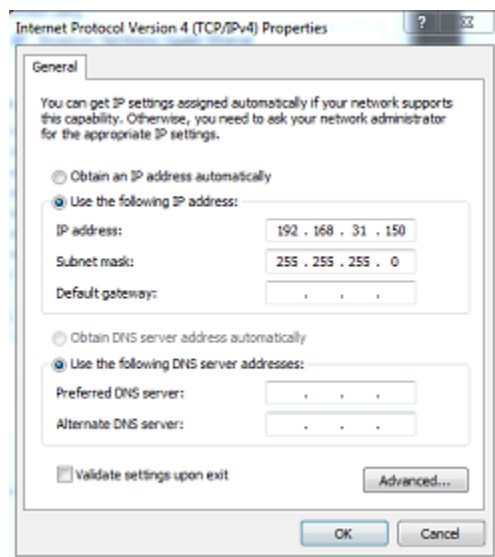 Internet Protocol Version 4 (TCP/IPv4) Properties
General
You can get IP settings assigned automatically if your network supports
this capability. Otherwise, you need to ask your network administrator
for the appropriate IP settings.
Obtain an IP address automatically
Use the following IP address:
IP address: 192 . 168 . 31 . 150
Subnet mask: 255 . 255 . 255 . 0
Default gateway: . . .
Obtain DNS server address automatically
Use the following DNS server addresses:
Preferred DNS server: . . .
Alternate DNS server: . . .
Validate settings upon exit
Advanced...
OK Cancel